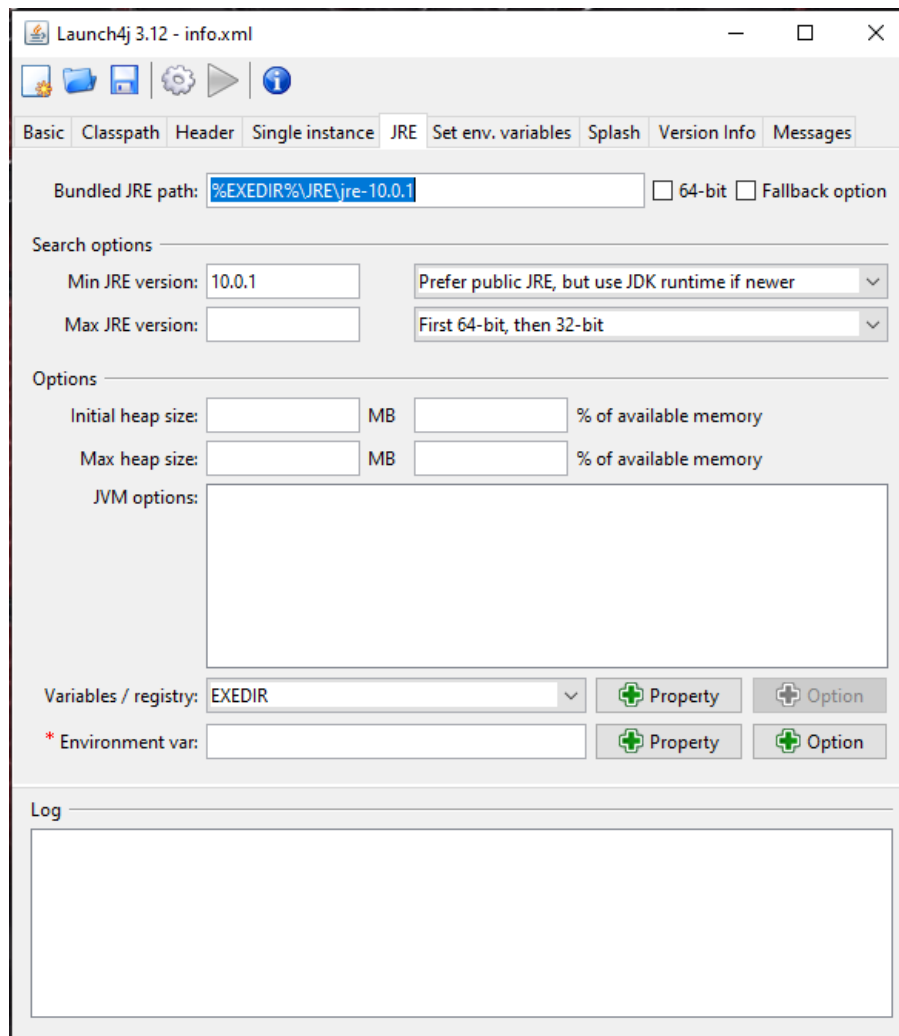 Launch4j 3.12 - info.xml
Basic Classpath Header Single instance JRE Set env. variables Splash Version Info Messages
Bundled JRE path: %EXEDIR%\JRE\jre-10.0.1 64-bit Fallback option
Search options
Min JRE version: 10.0.1 Prefer public JRE, but use JDK runtime if newer
Max JRE version: First 64-bit, then 32-bit
Options
Initial heap size: MB % of available memory
Max heap size: MB % of available memory
JVM options:
Variables / registry: EXEDIR Property Option
* Environment var: Property Option
Log